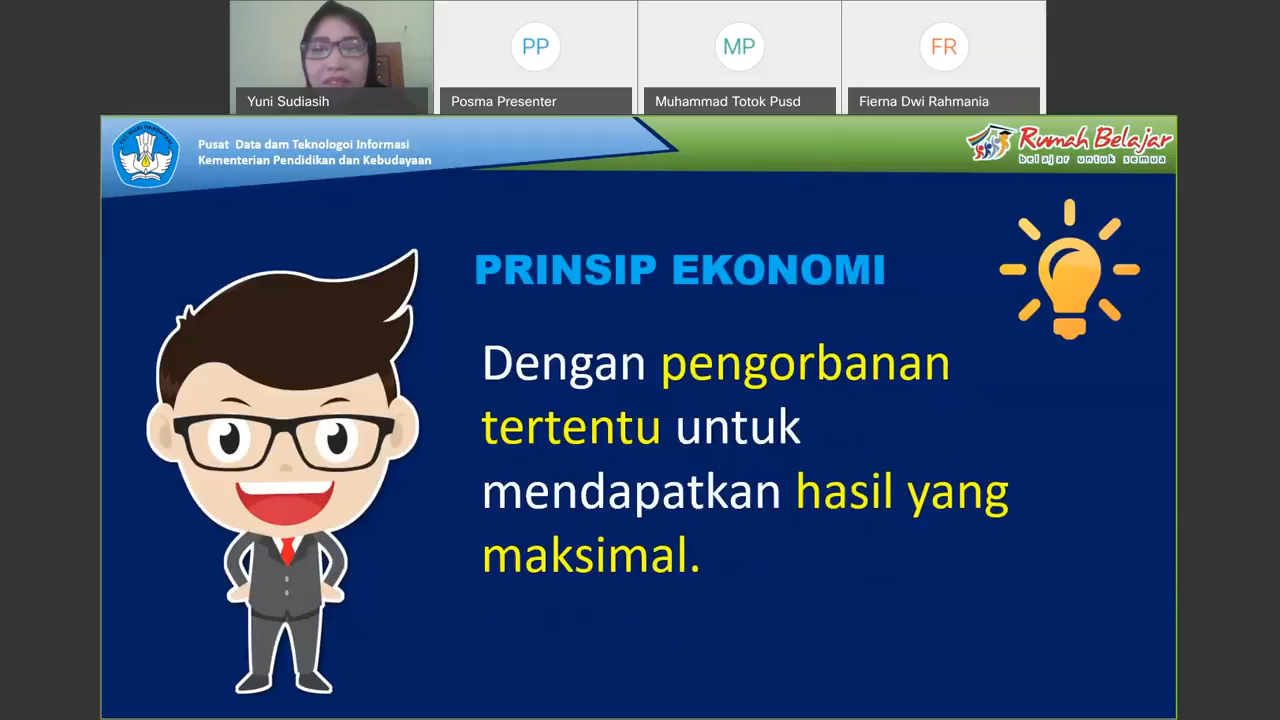 PP
MP
FR
Yuni Sudiasih
Posma Presenter
Muhammad Totok Pusd
Fierna Dwi Rahmania
Pusat Data dam Teknologoi Informasi
Kementerian Pendidikan dan Kebudayaan
Rumah Belajar
belajar untuk semua
PRINSIP EKONOMI
Dengan pengorbanan
tertentu untuk
mendapatkan hasil yang
maksimal.